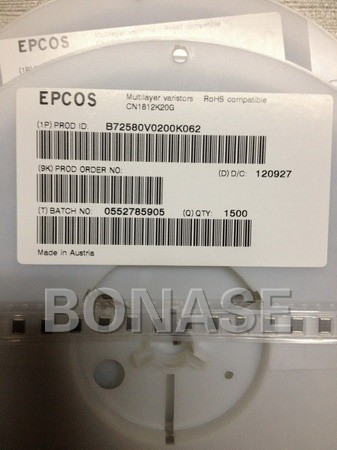 EPCOS
Multilayer varistors RoHS compatible
CN1812K20G
(1P) PROD ID: B72580V0200K062
(9K) PROD ORDER NO:
(D) D/C: 120927
(T) BATCH NO: 0552785905 (Q) QTY: 1500
Made in Austria
EPCOS
BONASE